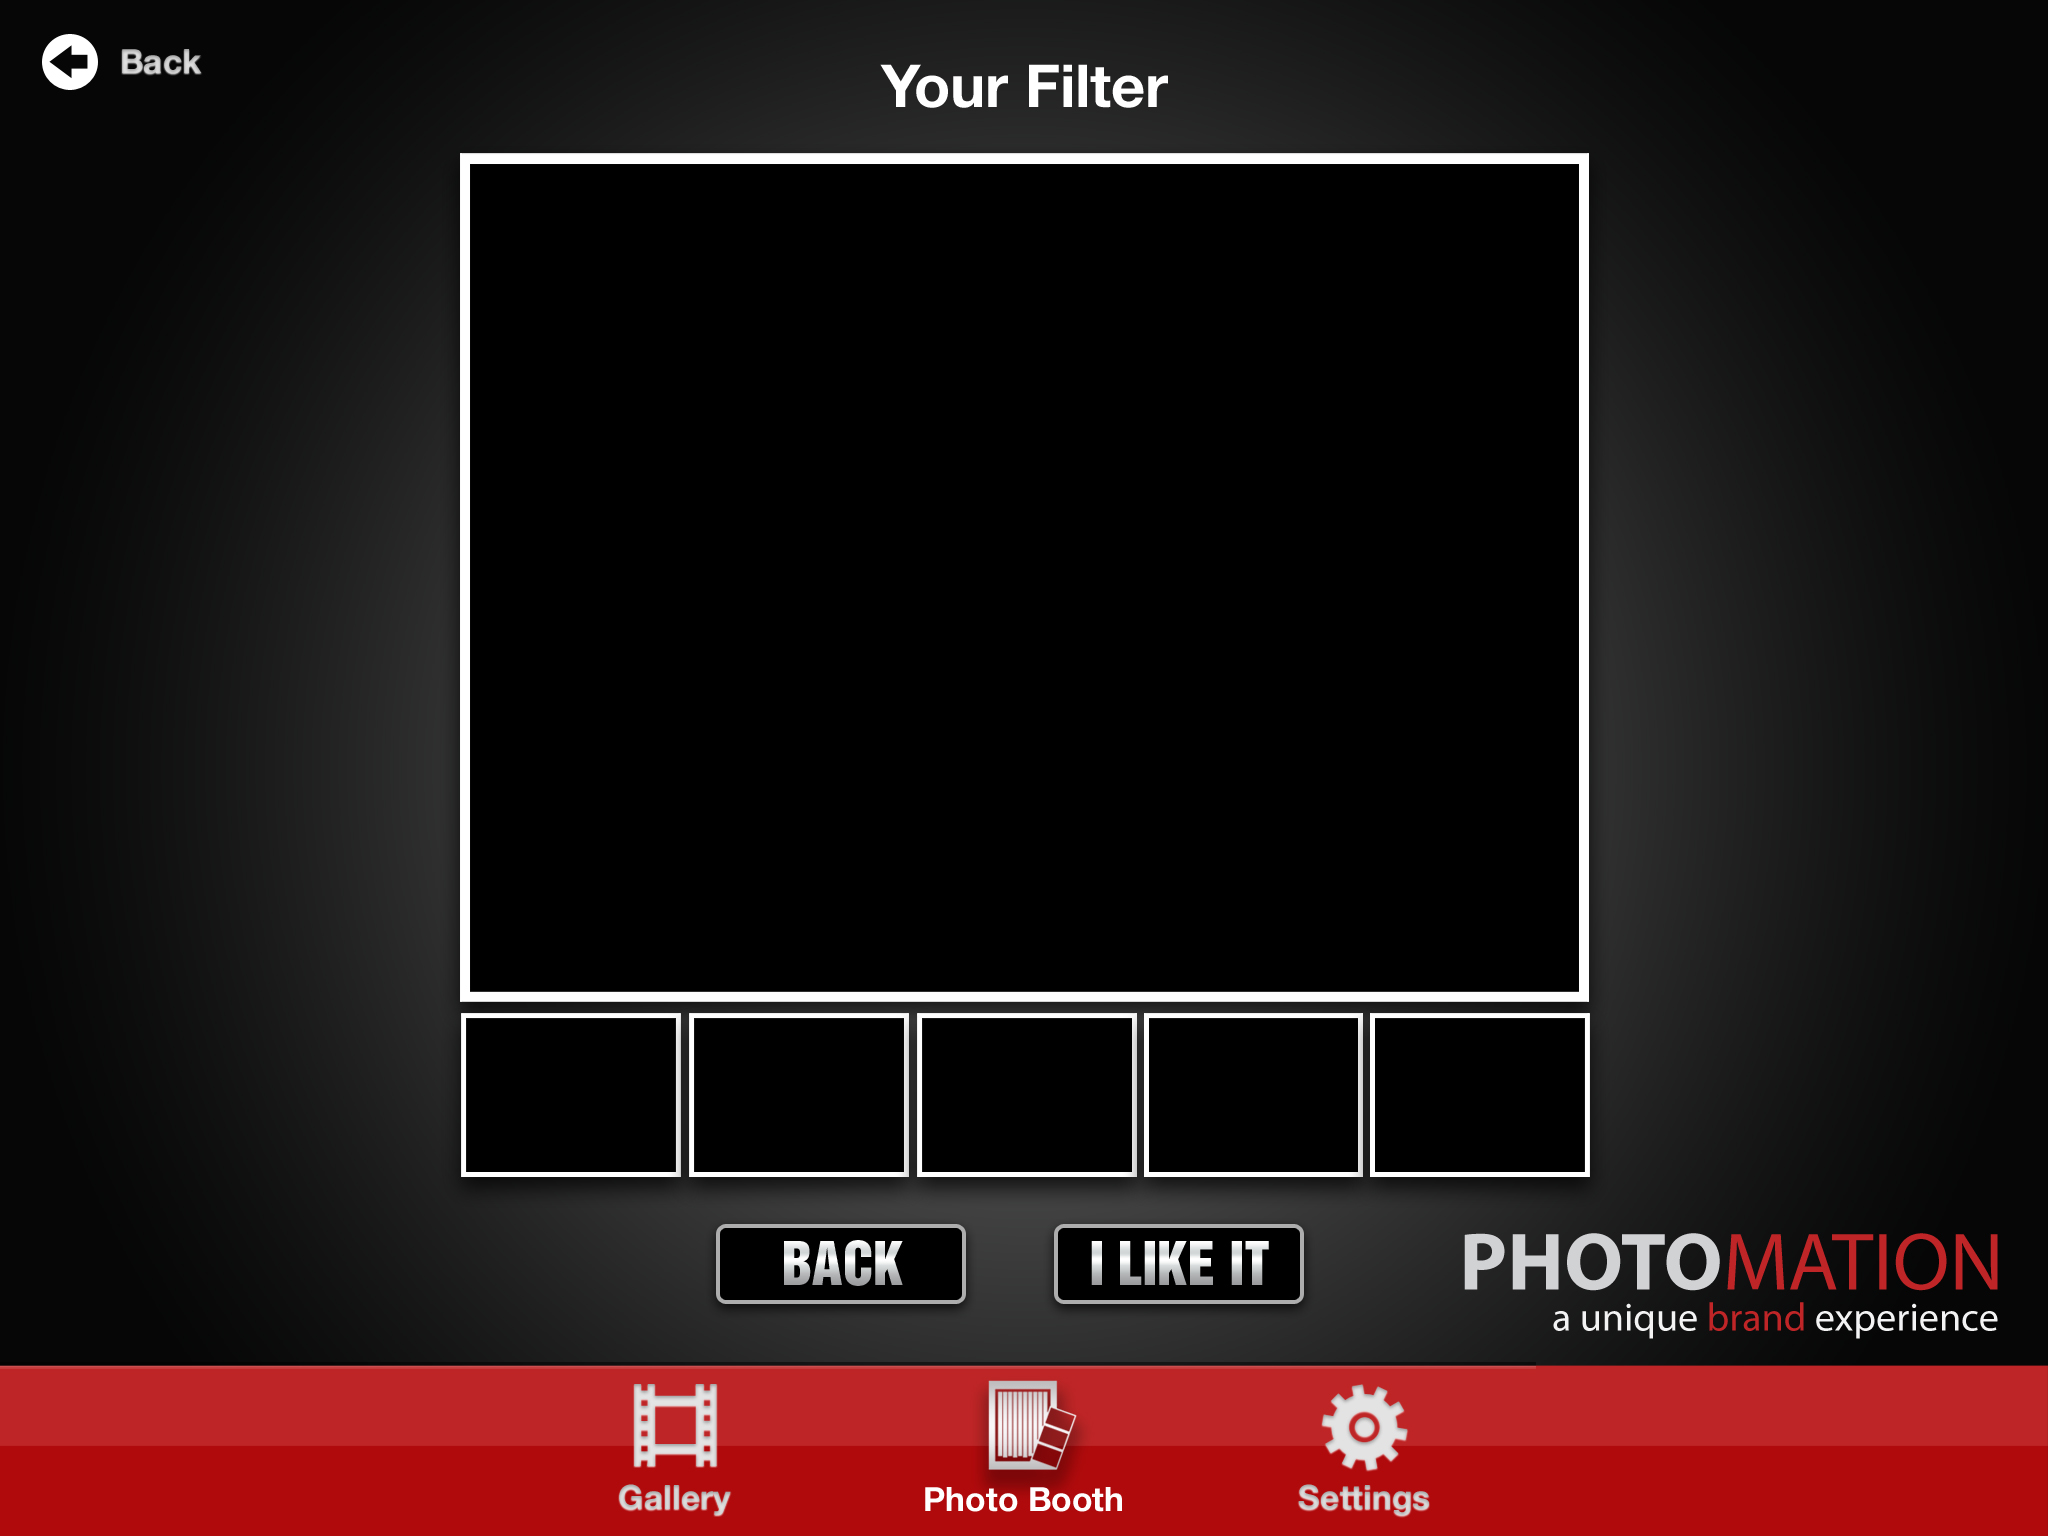 Back
Your Filter
BACK
I LIKE IT
PHOTOMATION
a unique brand experience
Gallery
Photo Booth
Settings